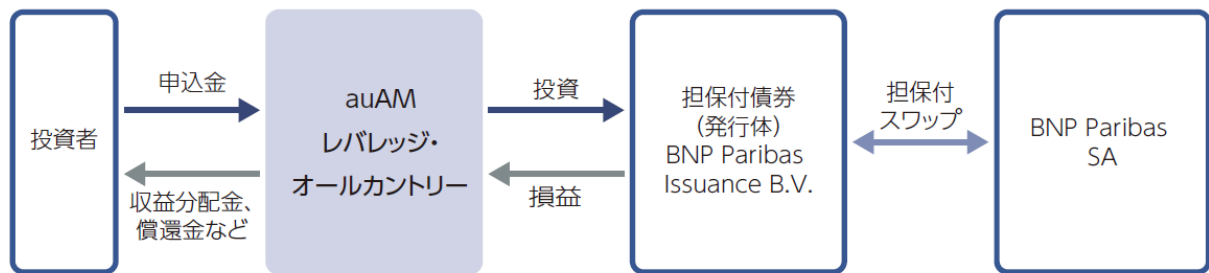 投資者
申込金
収益分配金、
償還金など
auAM
レバレッジ・
オールカントリー
投資
損益
担保付債券
(発行体)
BNP Paribas
Issuance B.V.
担保付
スワップ
BNP Paribas
SA